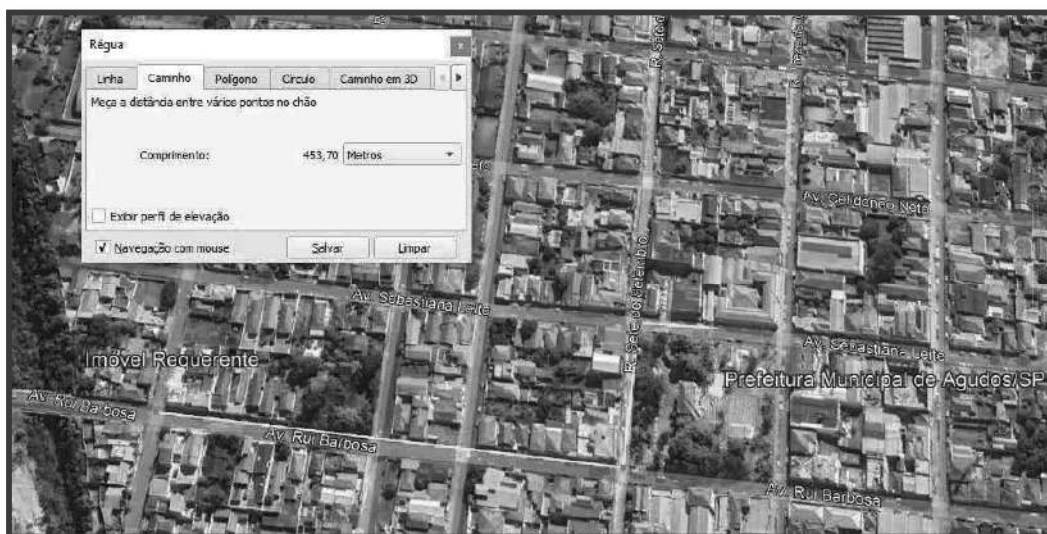 Régua
x
Linha Caminho Polígono Círculo Caminho em 3D
Meça a distância entre vários pontos no chão
Comprimento: 453,70 Metros
Exibir perfil de elevação
Navegação com mouse Salvar Limpar
Av. Celidoneo Neto
Av. Sebastiana Leite
R. Sete de Setembro
Av. Sebastiana Leite
Imóvel Requerente
Prefeitura Municipal de Agudos/SP
Av. Rui Barbosa
Av. Rui Barbosa
Av. Rui Barbosa